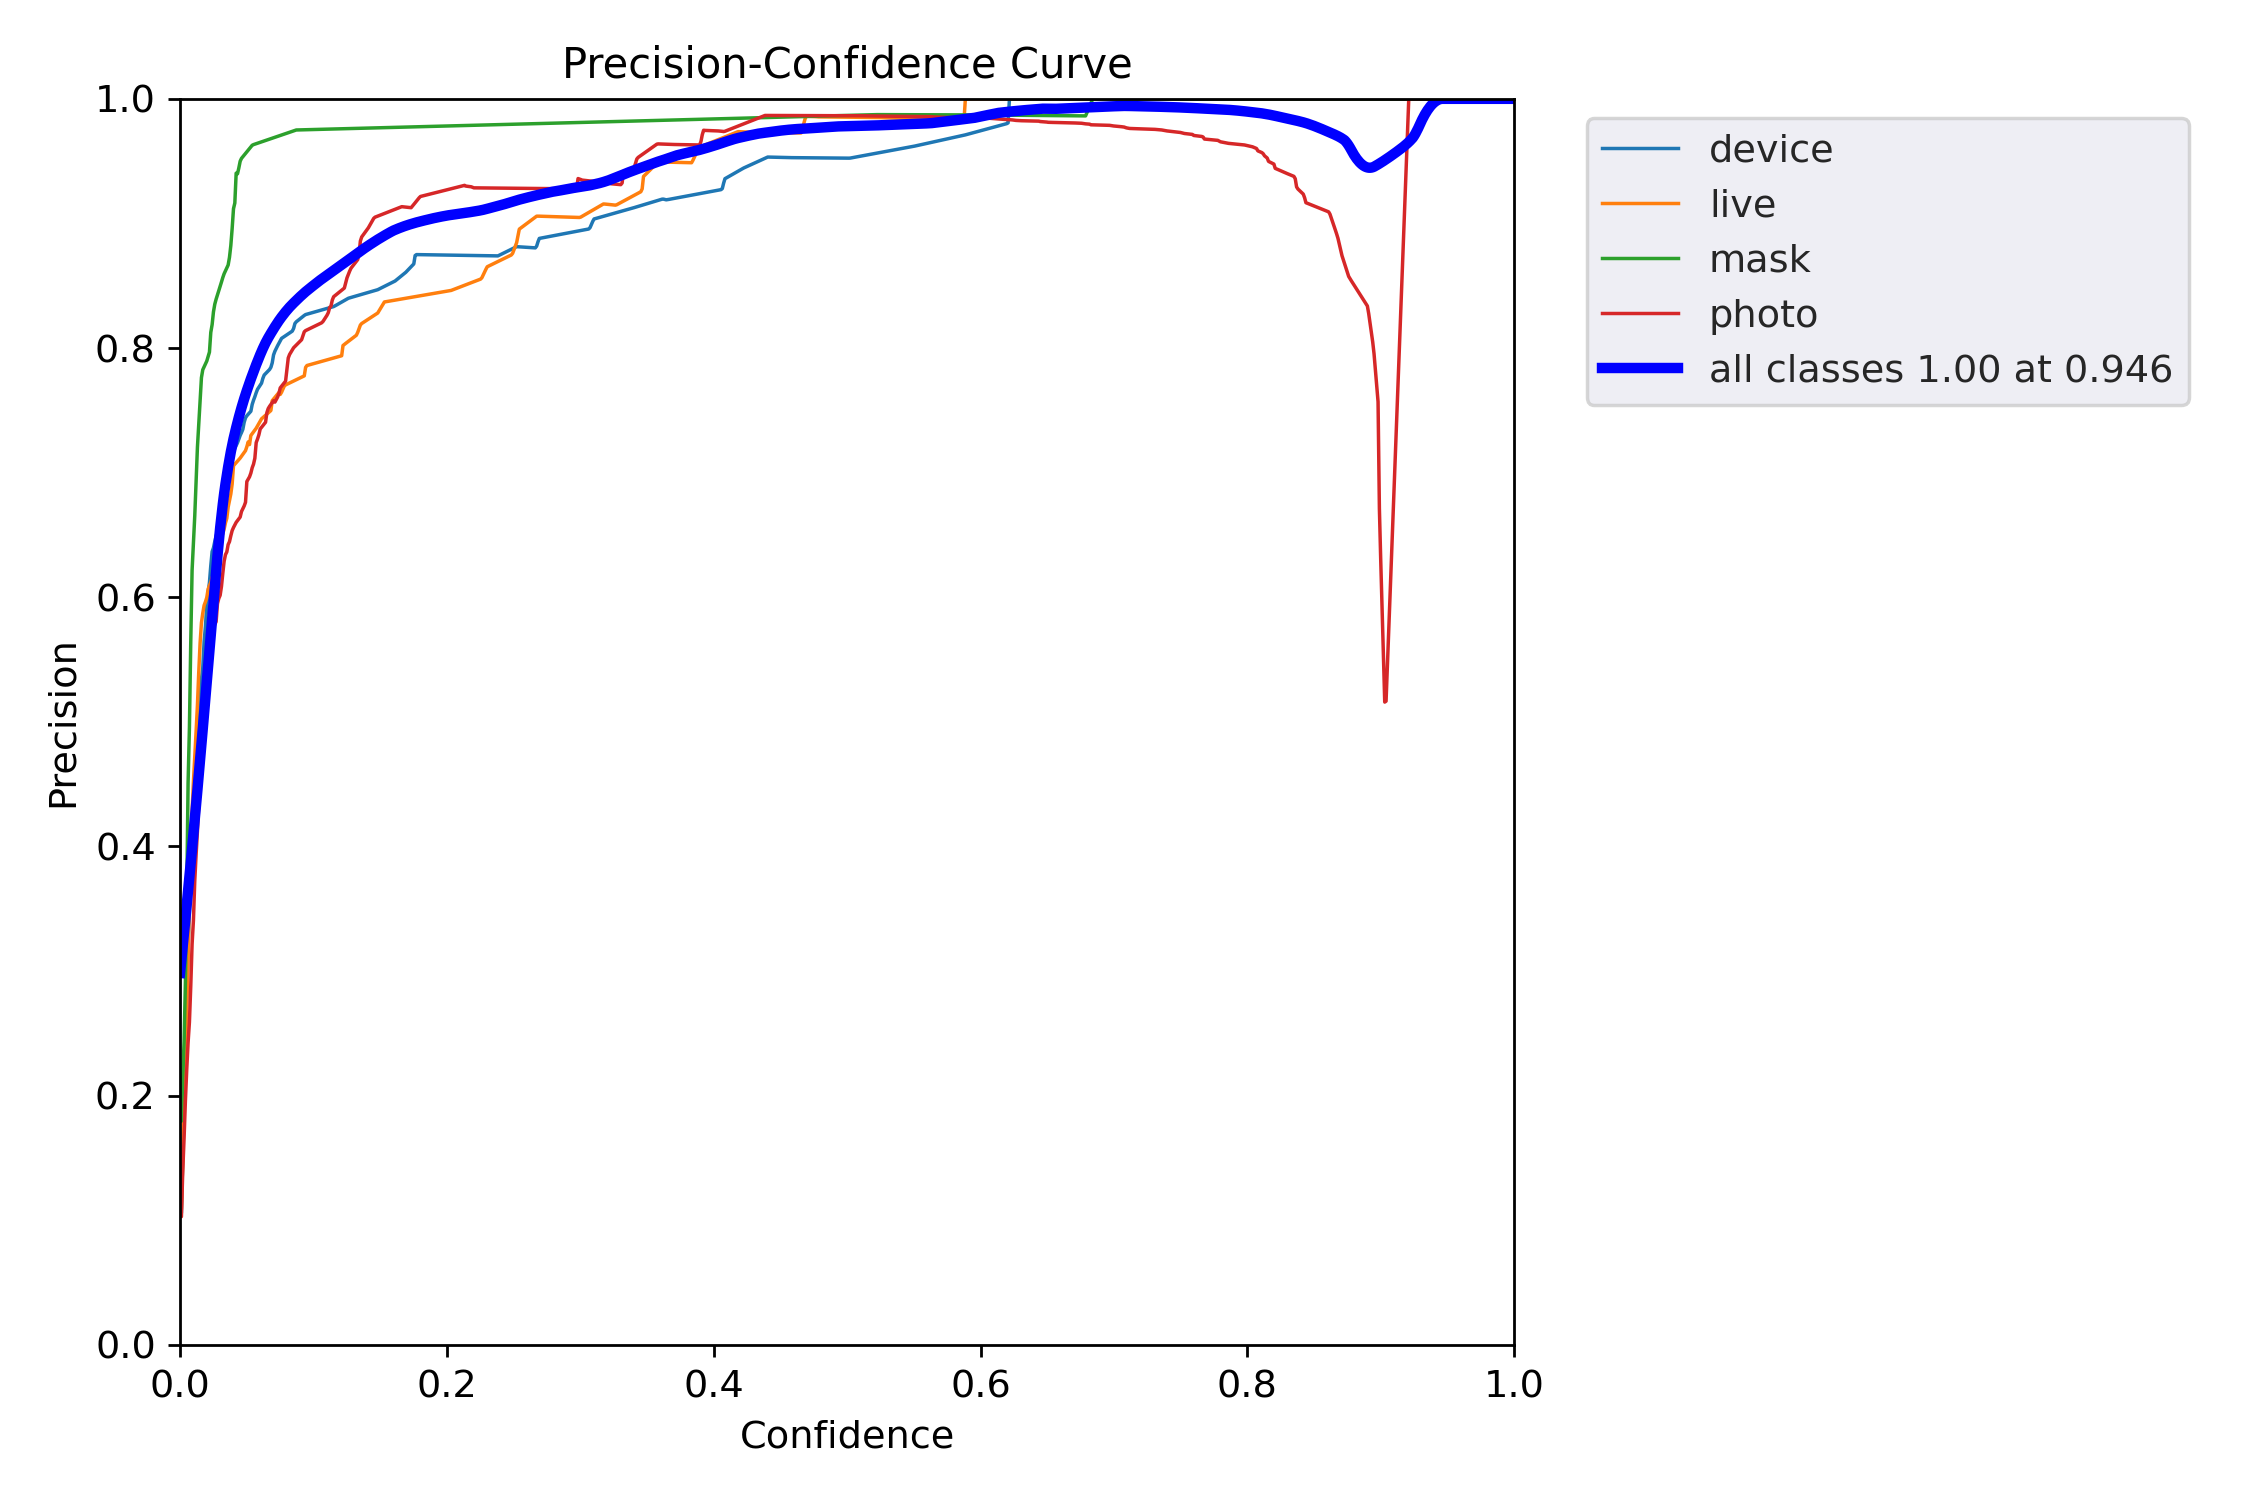 Precision-Confidence Curve
1.0
0.8
0.6
0.4
0.2
0.0
Precision
0.0 0.2 0.4 0.6 0.8 1.0
Confidence
device
live
mask
photo
all classes 1.00 at 0.946